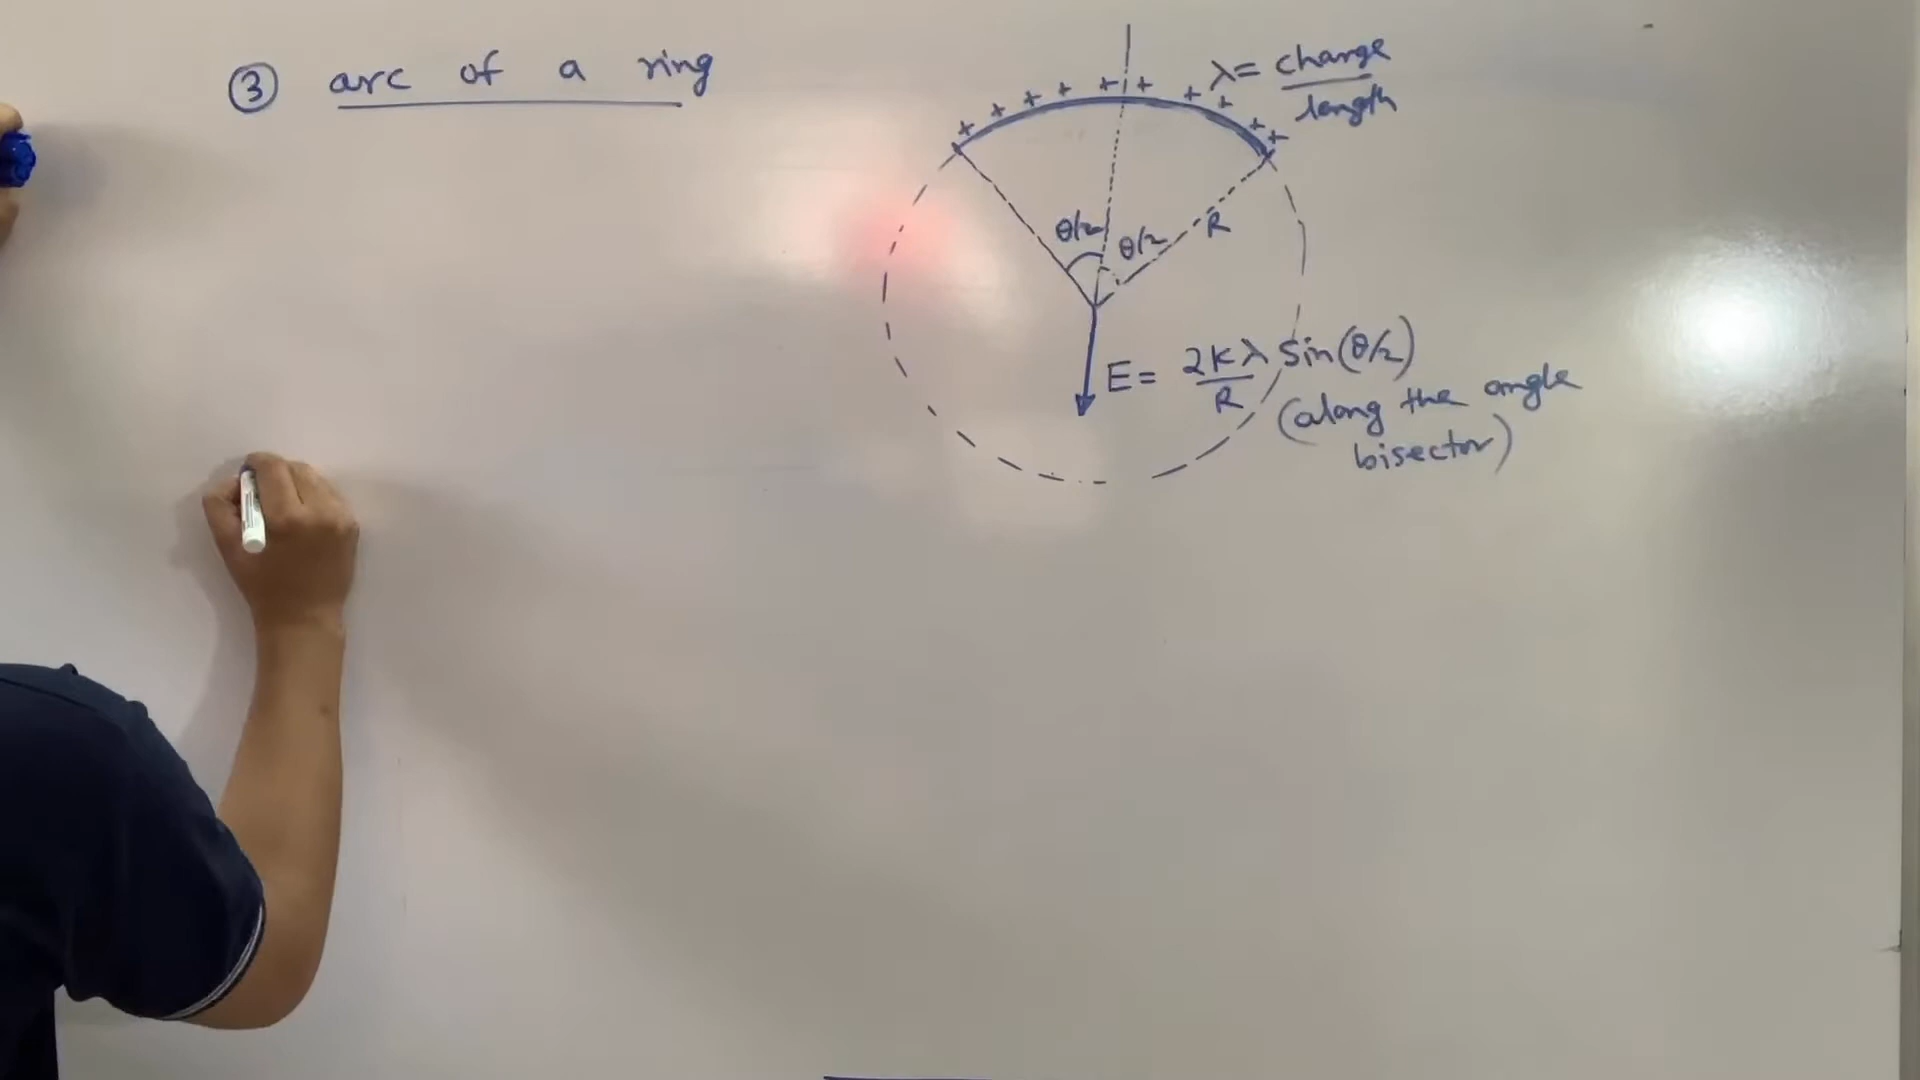 ③ arc of a ring
λ = charge / length
θ/2
θ/2
R
E = 2Kλ/R sin(θ/2)
(along the angle
bisector)